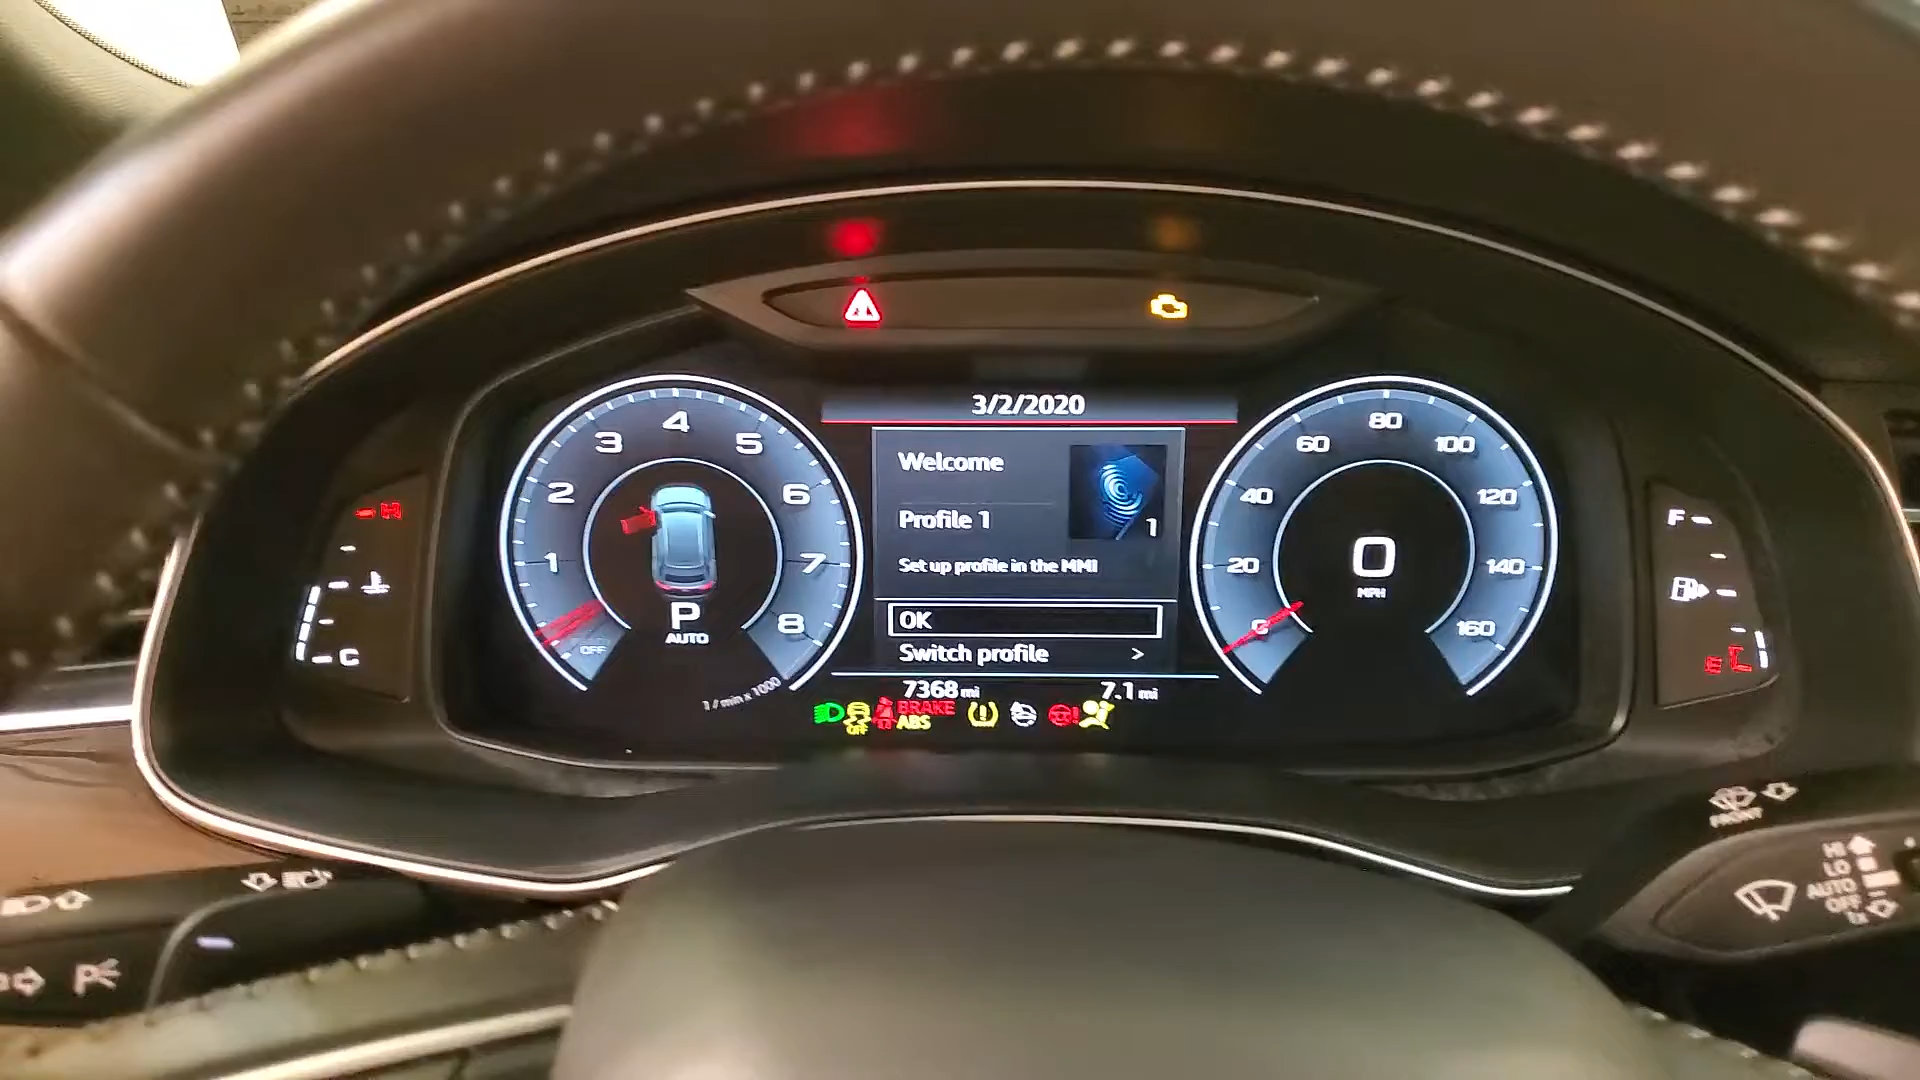 3/2/2020
Welcome
Profile 1
1
Set up profile in the MMI
OK
Switch profile >
7368 mi
7.1 mi
BRAKE
ABS
OFF
1
2
3
4
5
6
7
8
OFF
P
AUTO
1 / min x 1000
0
20
40
60
80
100
120
140
160
0
MPH
H
C
F
E
FRONT
HI
LO
AUTO
OFF
1x